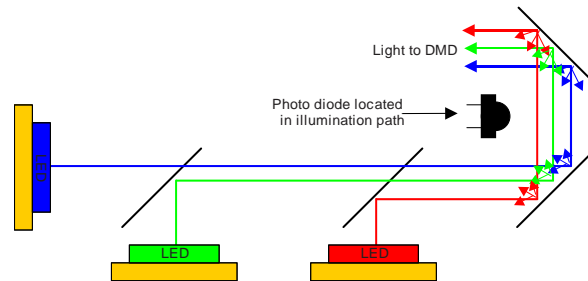 Light to DMD
Photo diode located
in illumination path
LED
LED
LED